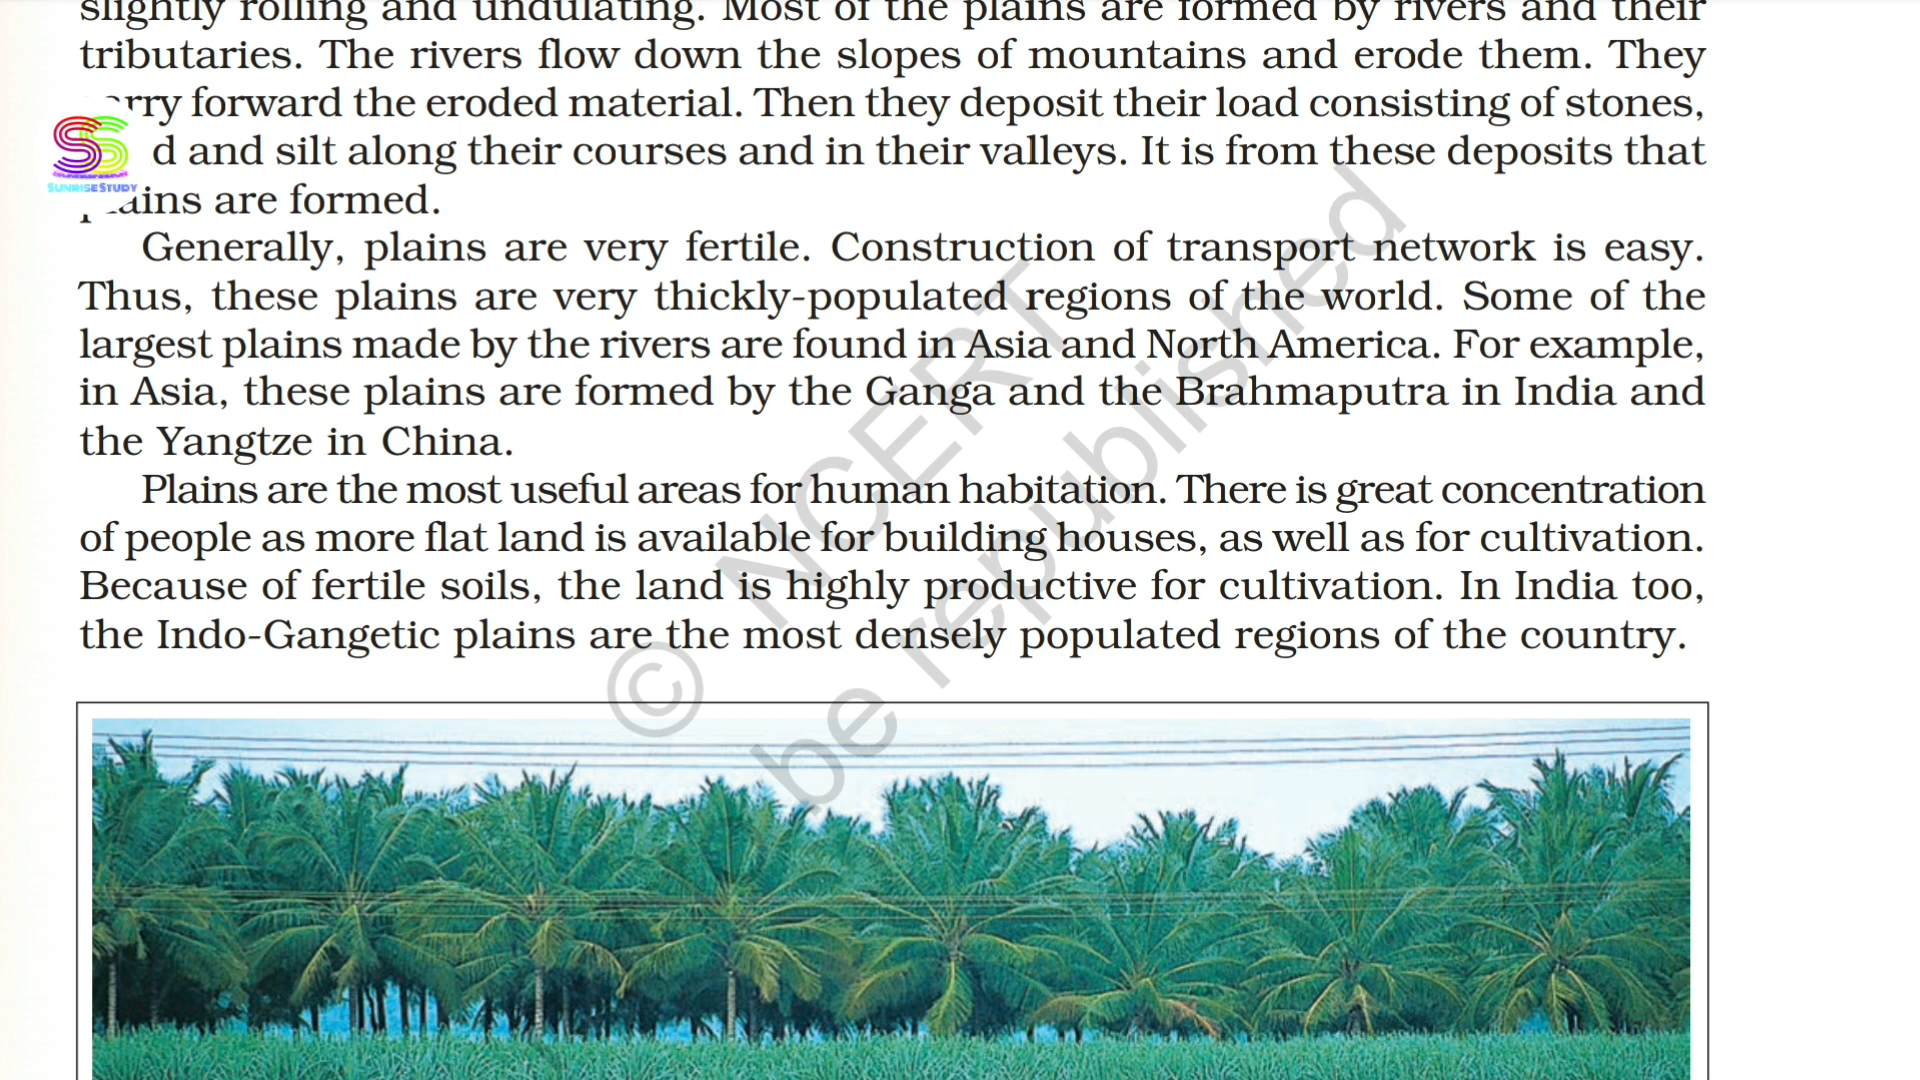 slightly rolling and undulating. Most of the plains are formed by rivers and their
tributaries. The rivers flow down the slopes of mountains and erode them. They
rry forward the eroded material. Then they deposit their load consisting of stones,
d and silt along their courses and in their valleys. It is from these deposits that
SUNRISE STUDY
ains are formed.
Generally, plains are very fertile. Construction of transport network is easy.
Thus, these plains are very thickly-populated regions of the world. Some of the
largest plains made by the rivers are found in Asia and North America. For example,
in Asia, these plains are formed by the Ganga and the Brahmaputra in India and
the Yangtze in China.
Plains are the most useful areas for human habitation. There is great concentration
of people as more flat land is available for building houses, as well as for cultivation.
Because of fertile soils, the land is highly productive for cultivation. In India too,
the Indo-Gangetic plains are the most densely populated regions of the country.
© NCERT
be republished